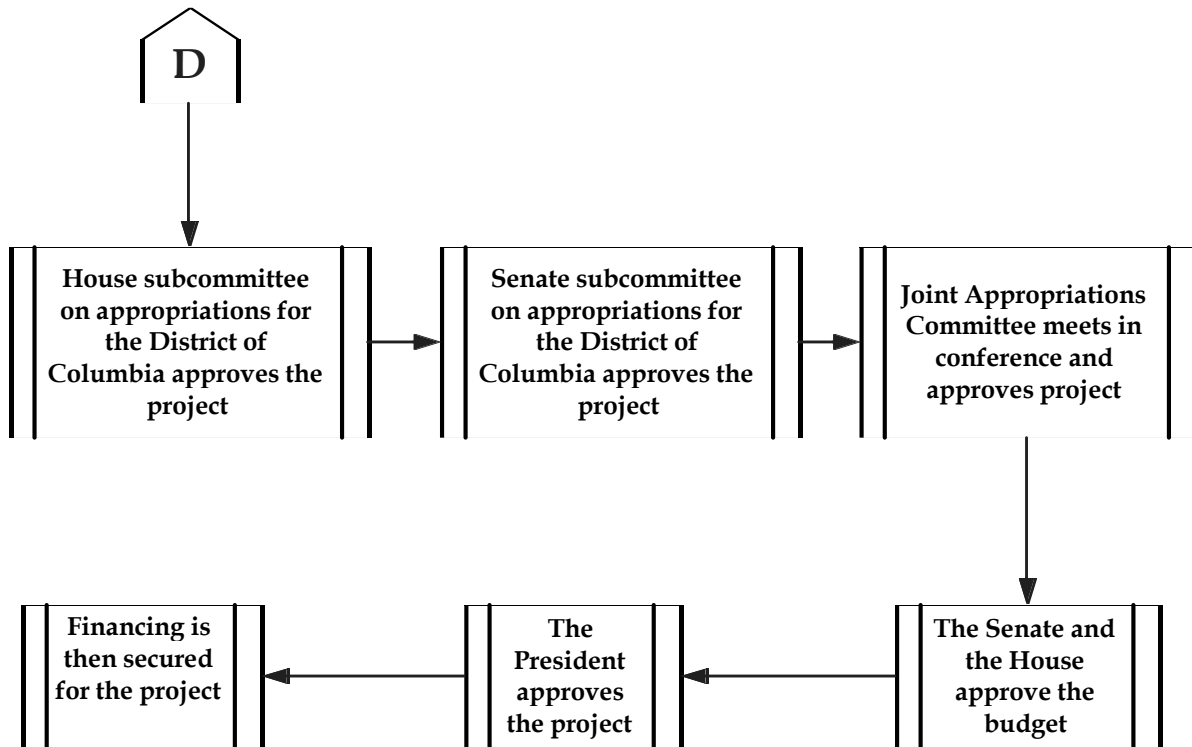 D
House subcommittee
on appropriations for
the District of
Columbia approves the
project
Senate subcommittee
on appropriations for
the District of
Columbia approves the
project
Joint Appropriations
Committee meets in
conference and
approves project
The Senate and
the House
approve the
budget
The
President
approves
the project
Financing is
then secured
for the project